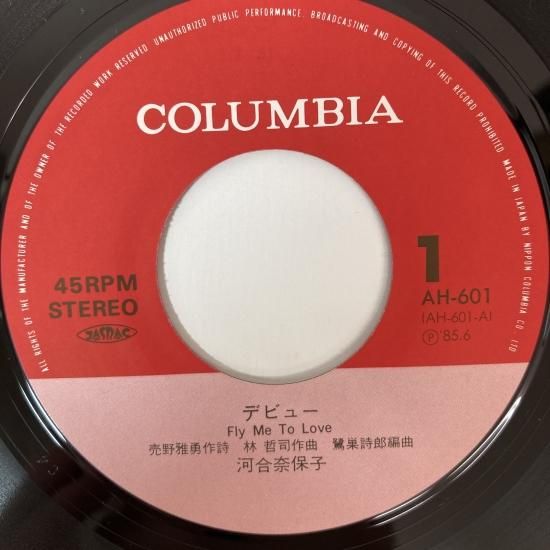 ALL RIGHTS OF THE MANUFACTURER AND OF THE OWNER OF THE RECORDED WORK RESERVED. UNAUTHORIZED PUBLIC PERFORMANCE, BROADCASTING AND COPYING OF THIS RECORD PROHIBITED. MADE IN JAPAN BY NIPPON COLUMBIA CO., LTD.
COLUMBIA
45RPM
STEREO
JASRAC
1
AH-601
(AH-601-A)
Ⓟ'85.6
デビュー
Fly Me To Love
売野雅勇作詩 林 哲司作曲 鷺巣詩郎編曲
河合奈保子